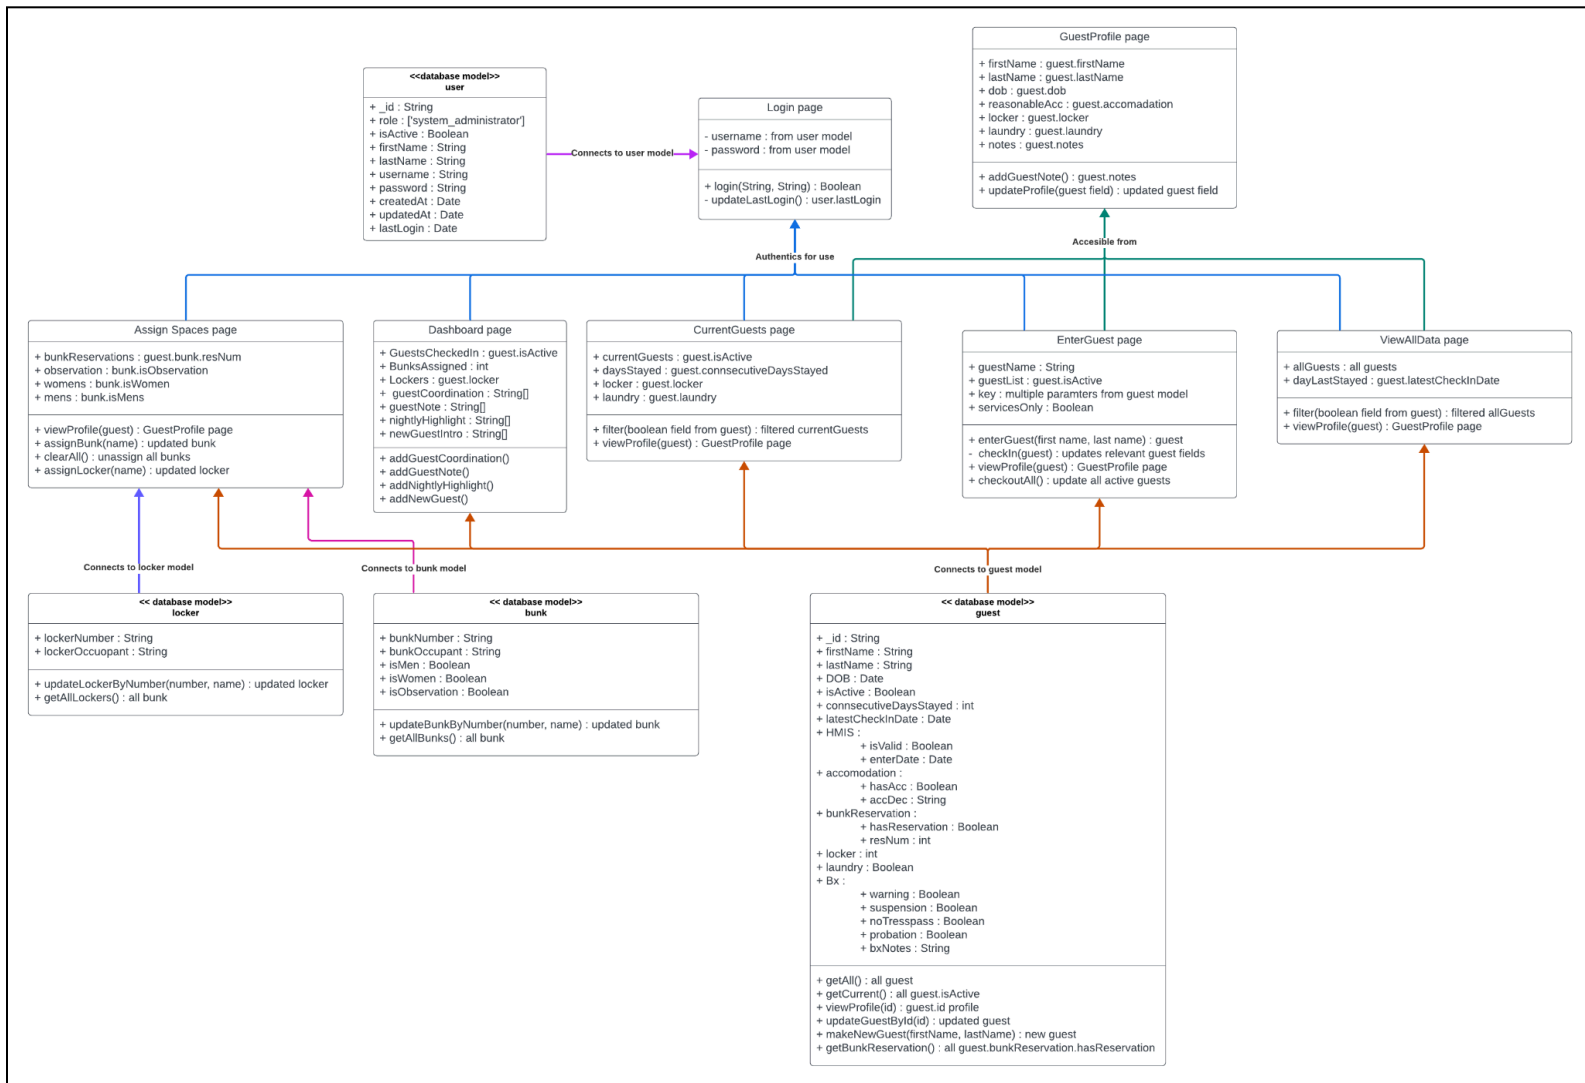 GuestProfile page
+ firstName : guest.firstName
+ lastName : guest.lastName
+ dob : guest.dob
+ reasonableAcc : guest.accomadation
+ locker : guest.locker
+ laundry : guest.laundry
+ notes : guest.notes
+ addGuestNote() : guest.notes
+ updateProfile(guest field) : updated guest field
<<database model>>
user
+ _id : String
+ role : ['system_administrator']
+ isActive : Boolean
+ firstName : String
+ lastName : String
+ username : String
+ password : String
+ createdAt : Date
+ updatedAt : Date
+ lastLogin : Date
Connects to user model
Login page
- username : from user model
- password : from user model
+ login(String, String) : Boolean
- updateLastLogin() : user.lastLogin
Authentics for use
Accesible from
Assign Spaces page
+ bunkReservations : guest.bunk.resNum
+ observation : bunk.isObservation
+ womens : bunk.isWomen
+ mens : bunk.isMens
+ viewProfile(guest) : GuestProfile page
+ assignBunk(name) : updated bunk
+ clearAll() : unassign all bunks
+ assignLocker(name) : updated locker
Dashboard page
+ GuestsCheckedIn : guest.isActive
+ BunksAssigned : int
+ Lockers : guest.locker
+ guestCoordination : String[]
+ guestNote : String[]
+ nightlyHighlight : String[]
+ newGuestIntro : String[]
+ addGuestCoordination()
+ addGuestNote()
+ addNightlyHighlight()
+ addNewGuest()
CurrentGuests page
+ currentGuests : guest.isActive
+ daysStayed : guest.connsecutiveDaysStayed
+ locker : guest.locker
+ laundry : guest.laundry
+ filter(boolean field from guest) : filtered currentGuests
+ viewProfile(guest) : GuestProfile page
EnterGuest page
+ guestName : String
+ guestList : guest.isActive
+ key : multiple paramters from guest model
+ servicesOnly : Boolean
+ enterGuest(first name, last name) : guest
- checkIn(guest) : updates relevant guest fields
+ viewProfile(guest) : GuestProfile page
+ checkoutAll() : update all active guests
ViewAllData page
+ allGuests : all guests
+ dayLastStayed : guest.latestCheckInDate
+ filter(boolean field from guest) : filtered allGuests
+ viewProfile(guest) : GuestProfile page
Connects to locker model
Connects to bunk model
Connects to guest model
<< database model>>
locker
+ lockerNumber : String
+ lockerOccuopant : String
+ updateLockerByNumber(number, name) : updated locker
+ getAllLockers() : all bunk
<< database model>>
bunk
+ bunkNumber : String
+ bunkOccupant : String
+ isMen : Boolean
+ isWomen : Boolean
+ isObservation : Boolean
+ updateBunkByNumber(number, name) : updated bunk
+ getAllBunks() : all bunk
<< database model>>
guest
+ _id : String
+ firstName : String
+ lastName : String
+ DOB : Date
+ isActive : Boolean
+ connsecutiveDaysStayed : int
+ latestCheckInDate : Date
+ HMIS :
+ isValid : Boolean
+ enterDate : Date
+ accomodation :
+ hasAcc : Boolean
+ accDec : String
+ bunkReservation :
+ hasReservation : Boolean
+ resNum : int
+ locker : int
+ laundry : Boolean
+ Bx :
+ warning : Boolean
+ suspension : Boolean
+ noTresspass : Boolean
+ probation : Boolean
+ bxNotes : String
+ getAll() : all guest
+ getCurrent() : all guest.isActive
+ viewProfile(id) : guest.id profile
+ updateGuestById(id) : updated guest
+ makeNewGuest(firstName, lastName) : new guest
+ getBunkReservation() : all guest.bunkReservation.hasReservation